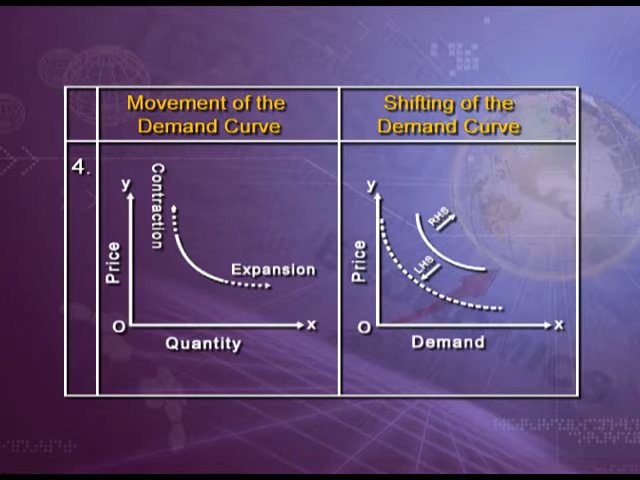 Movement of the
Demand Curve
Shifting of the
Demand Curve
4.
y
Contraction
Price
Expansion
O
x
Quantity
y
RHS
Price
LHS
O
x
Demand